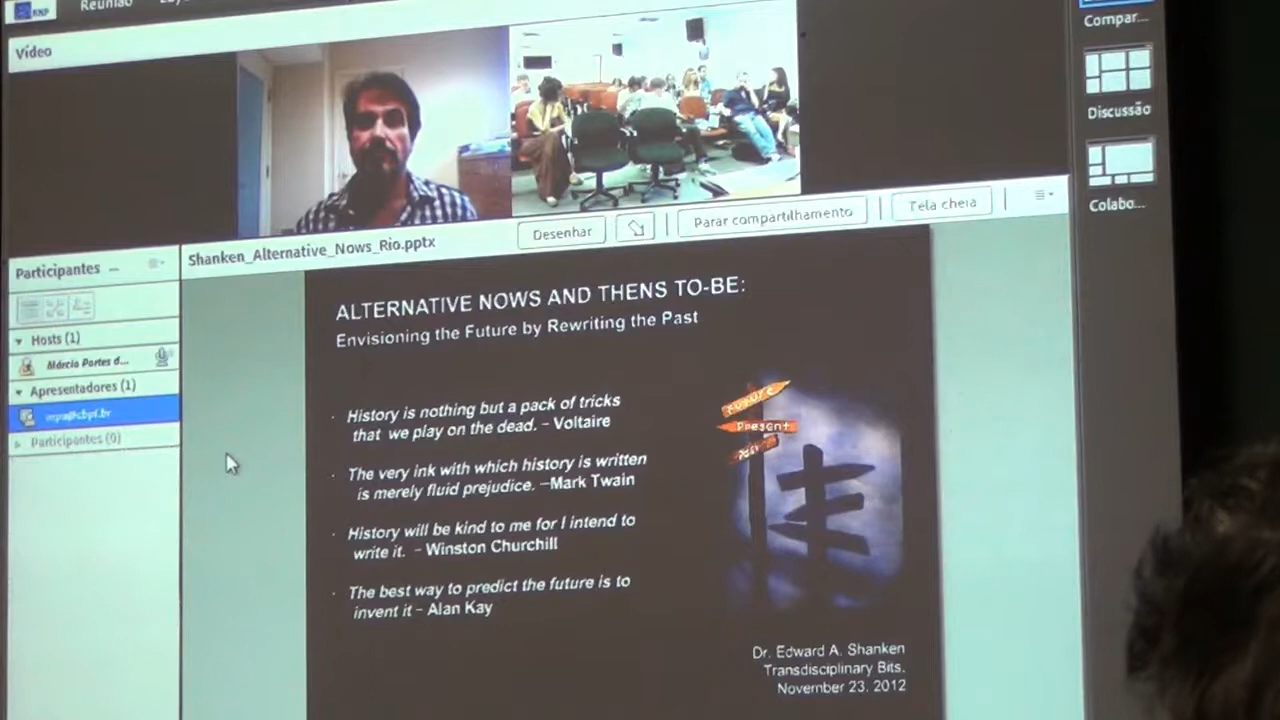 RNP
Reunião
Vídeo
Compar...
Discussão
Colabo...
Desenhar
Parar compartilhamento
Tela cheia
Shanken_Alternative_Nows_Rio.pptx
Participantes
Hosts (1)
Márcio Portes d...
Apresentadores (1)
Participantes (0)
ALTERNATIVE NOWS AND THENS TO-BE:
Envisioning the Future by Rewriting the Past
· History is nothing but a pack of tricks
that we play on the dead. – Voltaire
· The very ink with which history is written
is merely fluid prejudice. –Mark Twain
· History will be kind to me for I intend to
write it. – Winston Churchill
· The best way to predict the future is to
invent it – Alan Kay
FUTURE
Present
Past
Dr. Edward A. Shanken
Transdisciplinary Bits.
November 23. 2012